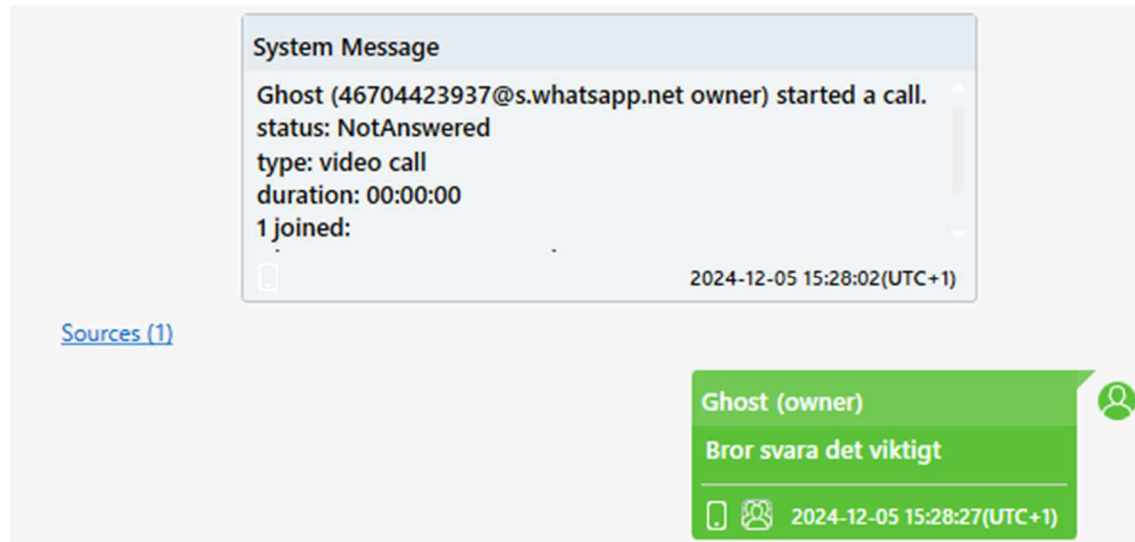 System Message
Ghost (46704423937@s.whatsapp.net owner) started a call.
status: NotAnswered
type: video call
duration: 00:00:00
1 joined:
2024-12-05 15:28:02(UTC+1)
Sources (1)
Ghost (owner)
Bror svara det viktigt
2024-12-05 15:28:27(UTC+1)